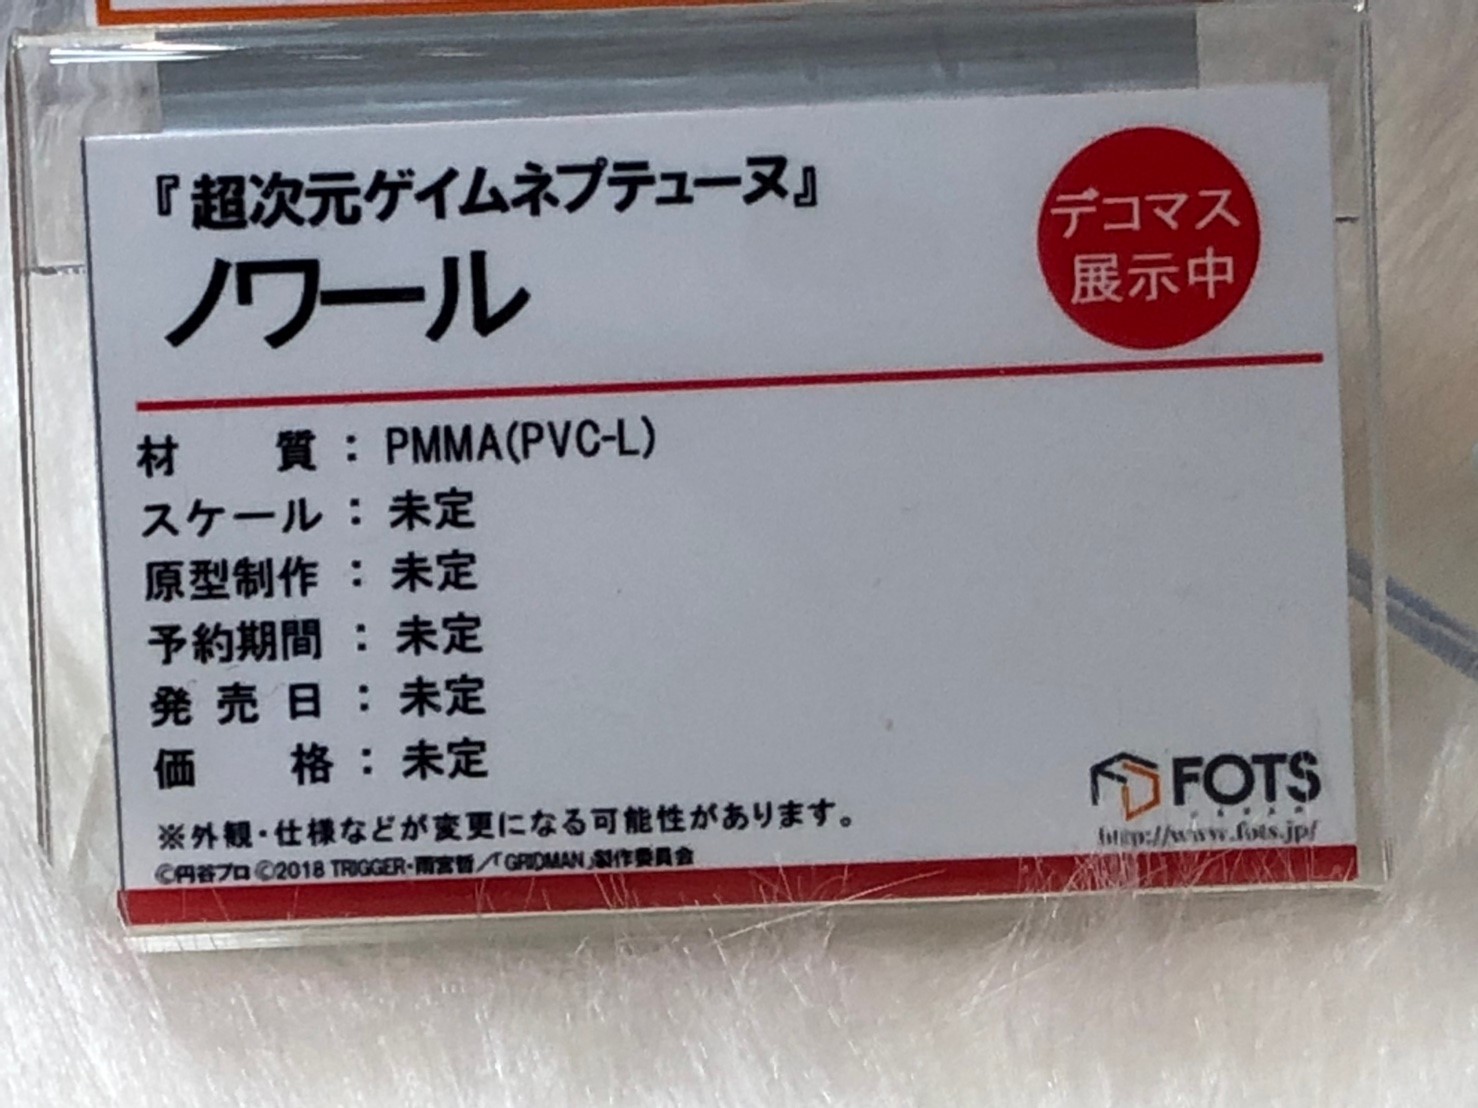 『超次元ゲイムネプテューヌ』
ノワール
デコマス
展示中
材　　質 ： PMMA(PVC-L)
スケール ： 未定
原型制作 ： 未定
予約期間 ： 未定
発 売 日 ： 未定
価　　格 ： 未定
※外観・仕様などが変更になる可能性があります。
©円谷プロ ©2018 TRIGGER・雨宮哲／「GRIDMAN」製作委員会
FOTS
JAPAN
http://www.fots.jp/